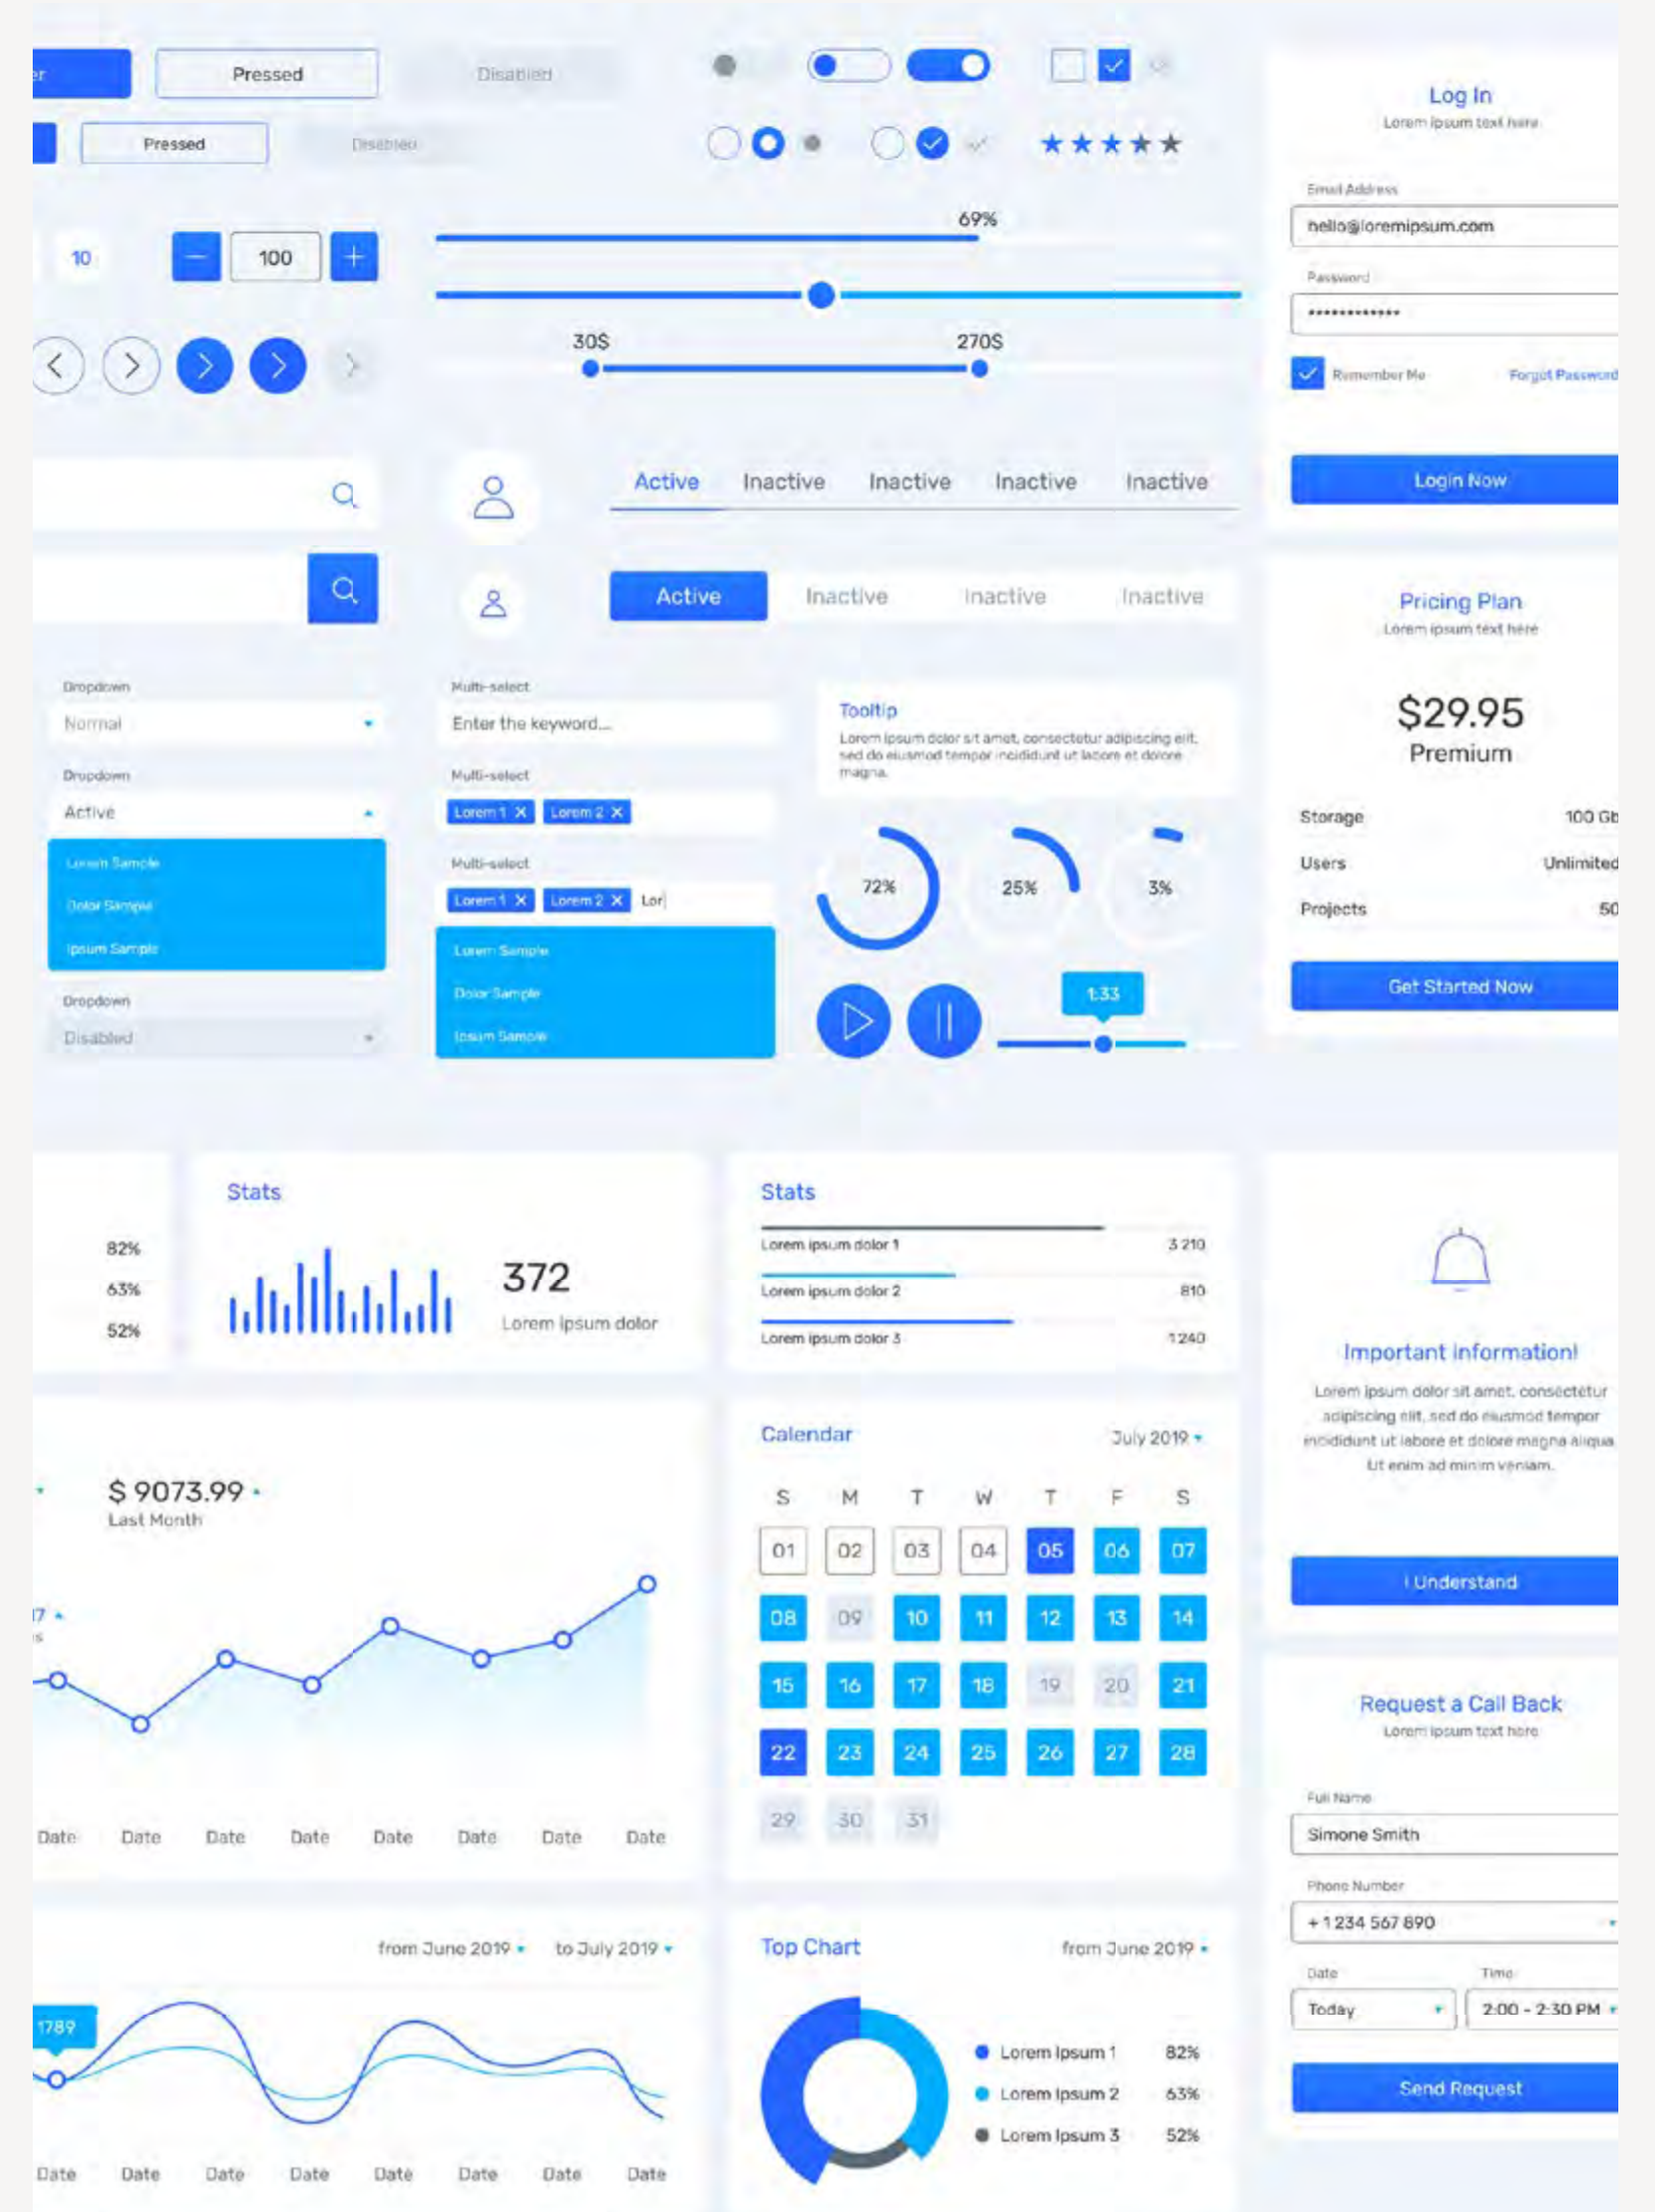 er
Pressed
Disabled
Pressed
Disabled
10
100
69%
30$
270$
Active
Inactive
Inactive
Inactive
Inactive
Active
Inactive
Inactive
Inactive
Dropdown
Normal
Dropdown
Active
Lorem Sample
Dolor Sample
Ipsum Sample
Dropdown
Disabled
Multi-select
Enter the keyword...
Multi-select
Lorem 1
Lorem 2
Multi-select
Lorem 1
Lorem 2
Lor
Lorem Sample
Dolor Sample
Ipsum Sample
Tooltip
Lorem ipsum dolor sit amet, consectetur adipiscing elit,
sed do eiusmod tempor incididunt ut labore et dolore
magna.
72%
25%
3%
1:33
Log In
Lorem ipsum text here
Email Address
hello@loremipsum.com
Password
************
Remember Me
Forgot Password
Login Now
Pricing Plan
Lorem ipsum text here
$29.95
Premium
Storage 100 Gb
Users Unlimited
Projects 50
Get Started Now
82%
63%
52%
Stats
372
Lorem ipsum dolor
Stats
Lorem ipsum dolor 1 3 210
Lorem ipsum dolor 2 810
Lorem ipsum dolor 3 1 240
$ 9073.99
Last Month
Date Date Date Date Date Date Date Date
Calendar
July 2019
S M T W T F S
01 02 03 04 05 06 07
08 09 10 11 12 13 14
15 16 17 18 19 20 21
22 23 24 25 26 27 28
29 30 31
from June 2019
to July 2019
1789
Date Date Date Date Date Date Date Date
Top Chart
from June 2019
Lorem Ipsum 1 82%
Lorem Ipsum 2 63%
Lorem Ipsum 3 52%
Important Information!
Lorem ipsum dolor sit amet, consectetur
adipiscing elit, sed do eiusmod tempor
incididunt ut labore et dolore magna aliqua
Ut enim ad minim veniam.
I Understand
Request a Call Back
Lorem ipsum text here
Full Name
Simone Smith
Phone Number
+ 1 234 567 890
Date
Time
Today
2:00 - 2:30 PM
Send Request